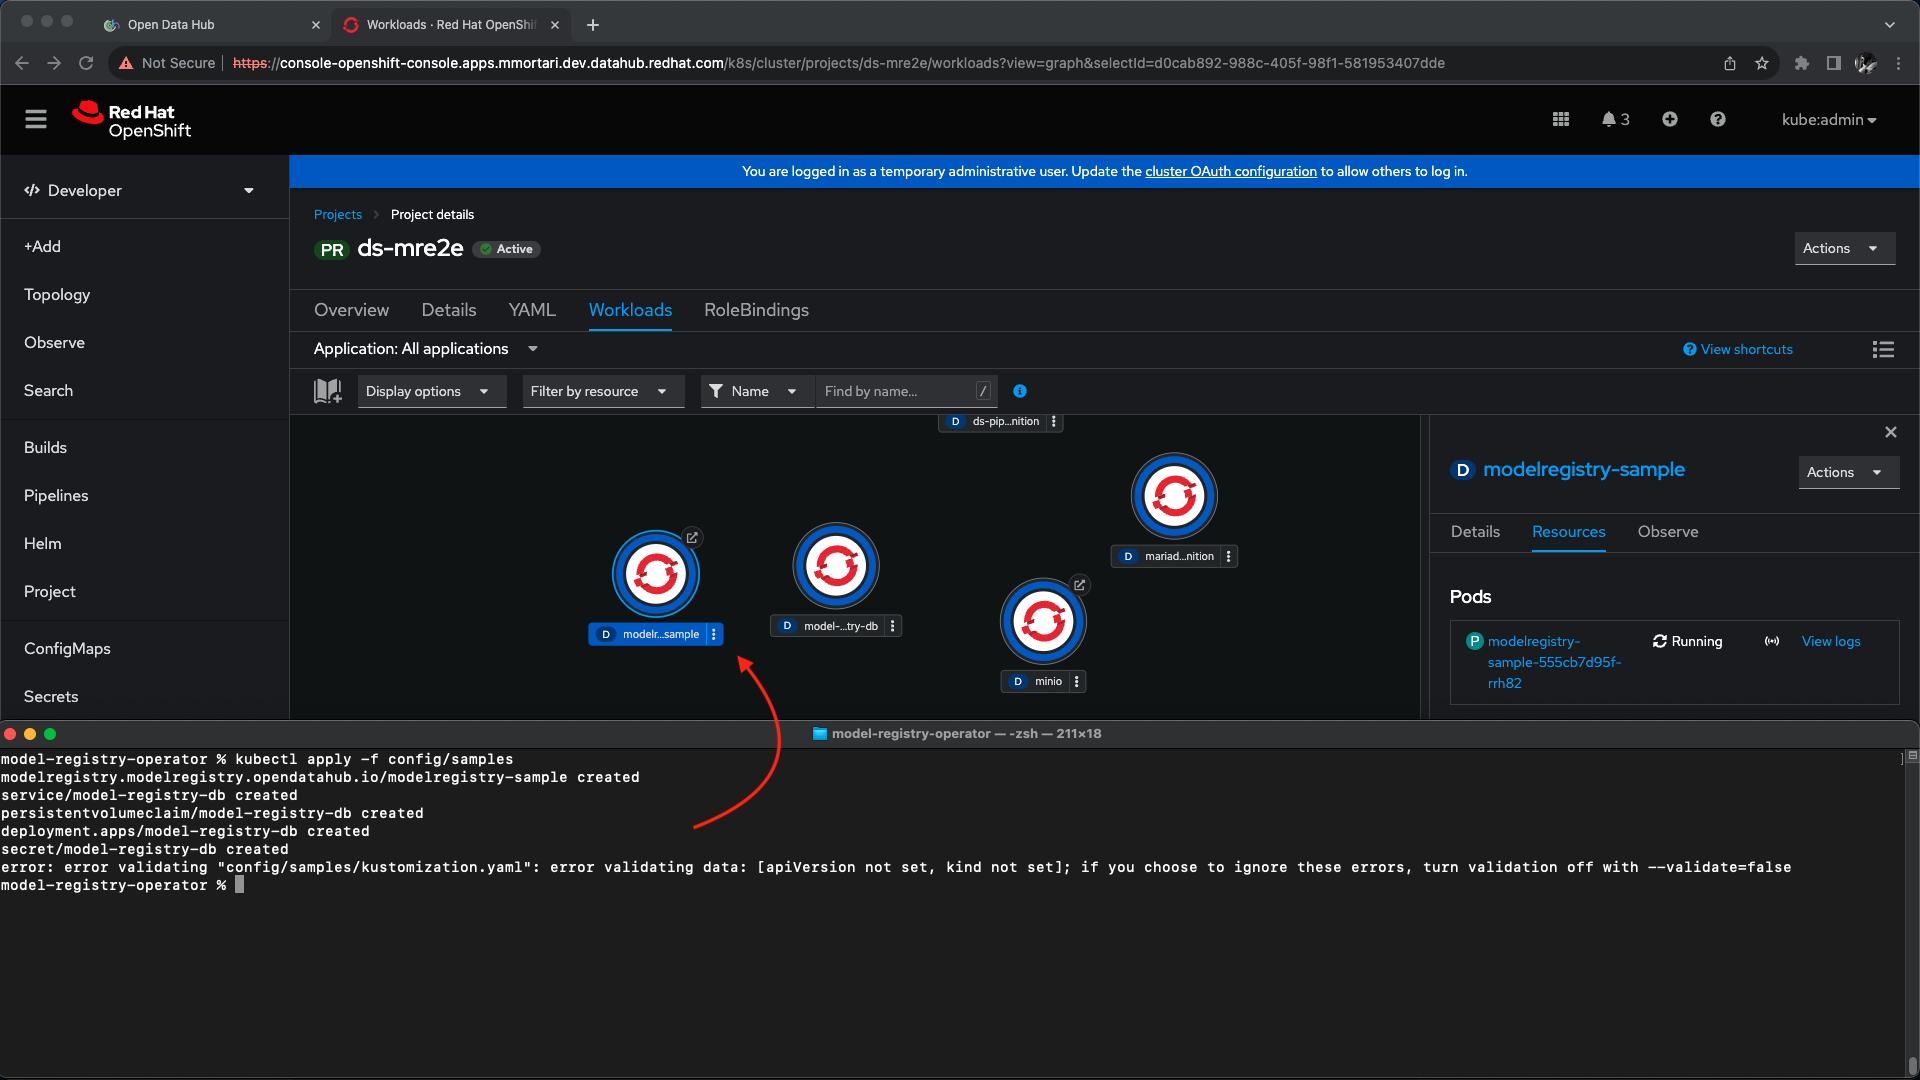 Open Data Hub
Workloads · Red Hat OpenShif
Not Secure
https://console-openshift-console.apps.mmortari.dev.datahub.redhat.com/k8s/cluster/projects/ds-mre2e/workloads?view=graph&selectId=d0cab892-988c-405f-98f1-581953407dde
Red Hat
OpenShift
3
kube:admin
You are logged in as a temporary administrative user. Update the cluster OAuth configuration to allow others to log in.
Developer
+Add
Topology
Observe
Search
Builds
Pipelines
Helm
Project
ConfigMaps
Secrets
Projects
Project details
PR ds-mre2e
Active
Actions
Overview
Details
YAML
Workloads
RoleBindings
Application: All applications
View shortcuts
Display options
Filter by resource
Name
Find by name...
/
D ds-pip...nition
D mariad...nition
D modelr...sample
D model-...try-db
D minio
D modelregistry-sample
Actions
Details
Resources
Observe
Pods
P modelregistry-
sample-555cb7d95f-
rrh82
Running
View logs
model-registry-operator — -zsh — 211×18
model-registry-operator % kubectl apply -f config/samples
modelregistry.modelregistry.opendatahub.io/modelregistry-sample created
service/model-registry-db created
persistentvolumeclaim/model-registry-db created
deployment.apps/model-registry-db created
secret/model-registry-db created
error: error validating "config/samples/kustomization.yaml": error validating data: [apiVersion not set, kind not set]; if you choose to ignore these errors, turn validation off with --validate=false
model-registry-operator %